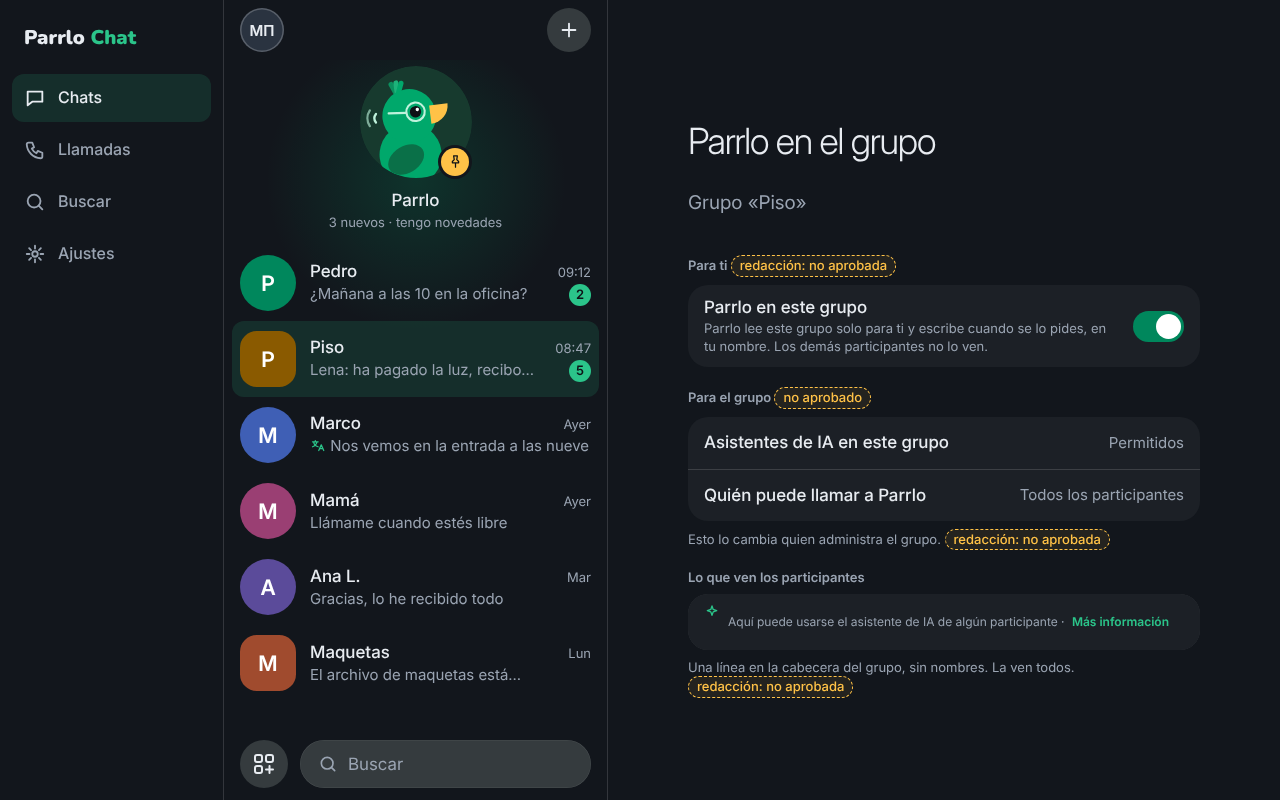 Parrlo Chat
Chats
Llamadas
Buscar
Ajustes
МП
Parrlo
3 nuevos · tengo novedades
P
Pedro
09:12
¿Mañana a las 10 en la oficina?
2
P
Piso
08:47
Lena: ha pagado la luz, recibo...
5
M
Marco
Ayer
Nos vemos en la entrada a las nueve
M
Mamá
Ayer
Llámame cuando estés libre
A
Ana L.
Mar
Gracias, lo he recibido todo
M
Maquetas
Lun
El archivo de maquetas está...
Buscar
Parrlo en el grupo
Grupo «Piso»
Para ti redacción: no aprobada
Parrlo en este grupo
Parrlo lee este grupo solo para ti y escribe cuando se lo pides, en
tu nombre. Los demás participantes no lo ven.
Para el grupo no aprobado
Asistentes de IA en este grupo
Permitidos
Quién puede llamar a Parrlo
Todos los participantes
Esto lo cambia quien administra el grupo. redacción: no aprobada
Lo que ven los participantes
Aquí puede usarse el asistente de IA de algún participante · Más información
Una línea en la cabecera del grupo, sin nombres. La ven todos.
redacción: no aprobada